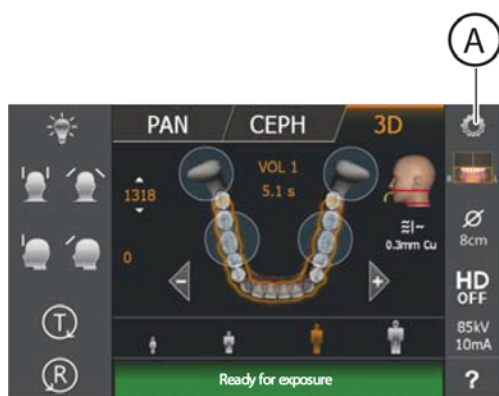 A
PAN CEPH 3D
VOL 1
5.1 s
1318
0.3mm Cu
0
8cm
HD
OFF
85kV
10mA
T
R
Ready for exposure
?